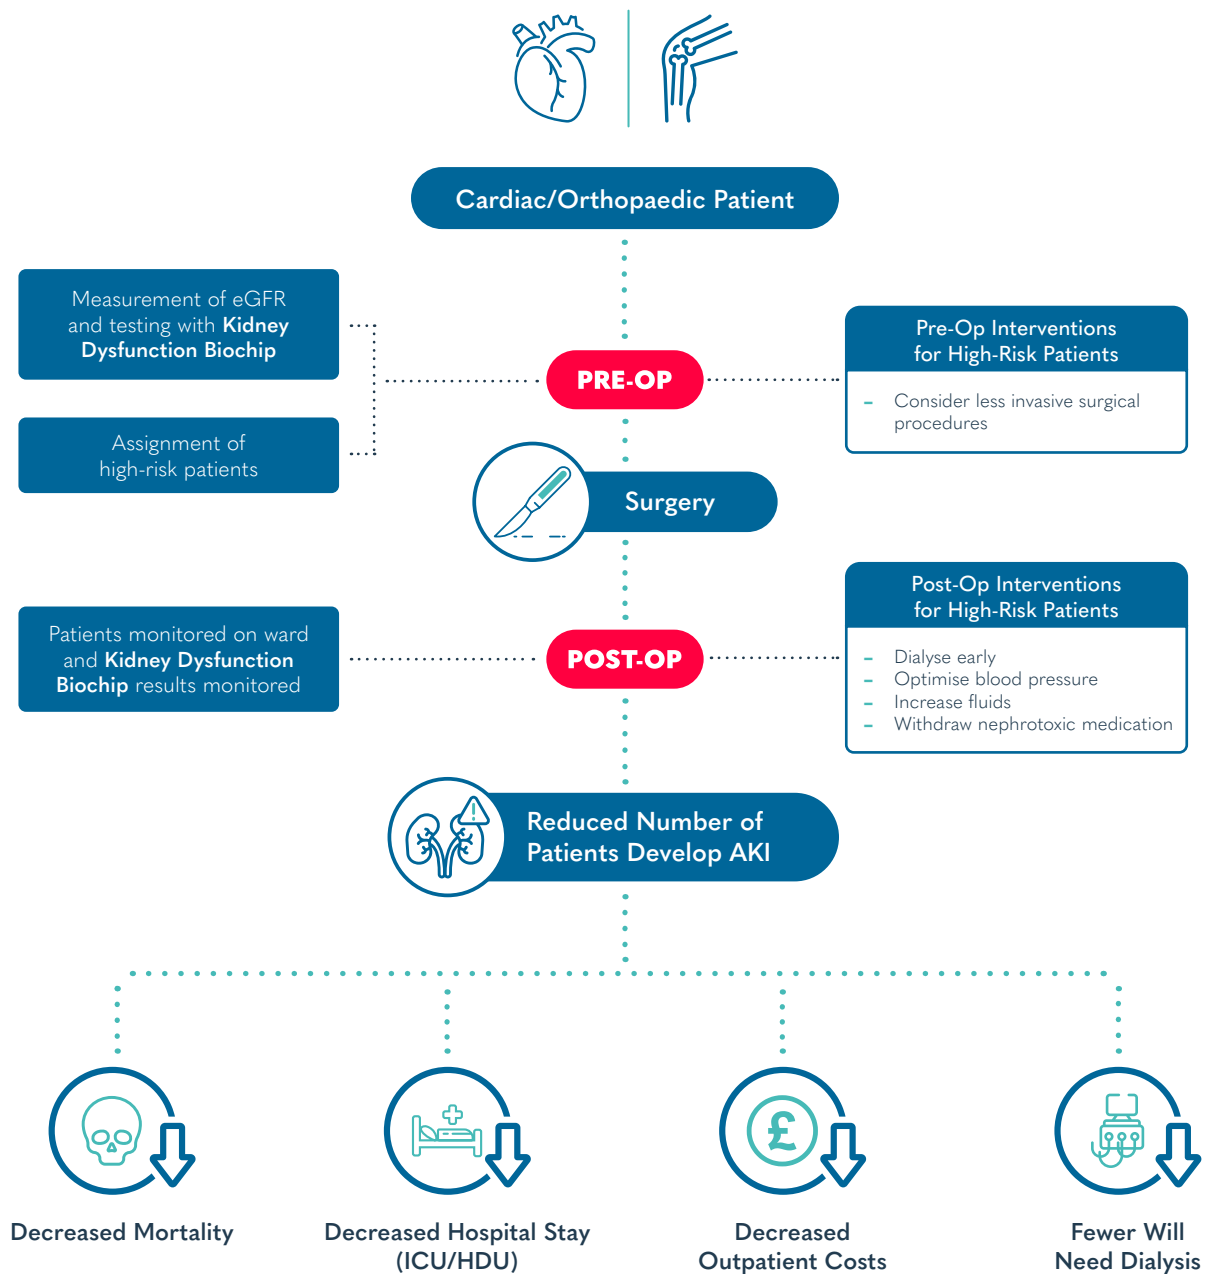 Cardiac/Orthopaedic Patient
Measurement of eGFR
and testing with Kidney
Dysfunction Biochip
Assignment of
high-risk patients
PRE-OP
Pre-Op Interventions
for High-Risk Patients
– Consider less invasive surgical
procedures
Surgery
Patients monitored on ward
and Kidney Dysfunction
Biochip results monitored
POST-OP
Post-Op Interventions
for High-Risk Patients
– Dialyse early
– Optimise blood pressure
– Increase fluids
– Withdraw nephrotoxic medication
Reduced Number of
Patients Develop AKI
£
Decreased Mortality
Decreased Hospital Stay
(ICU/HDU)
Decreased
Outpatient Costs
Fewer Will
Need Dialysis